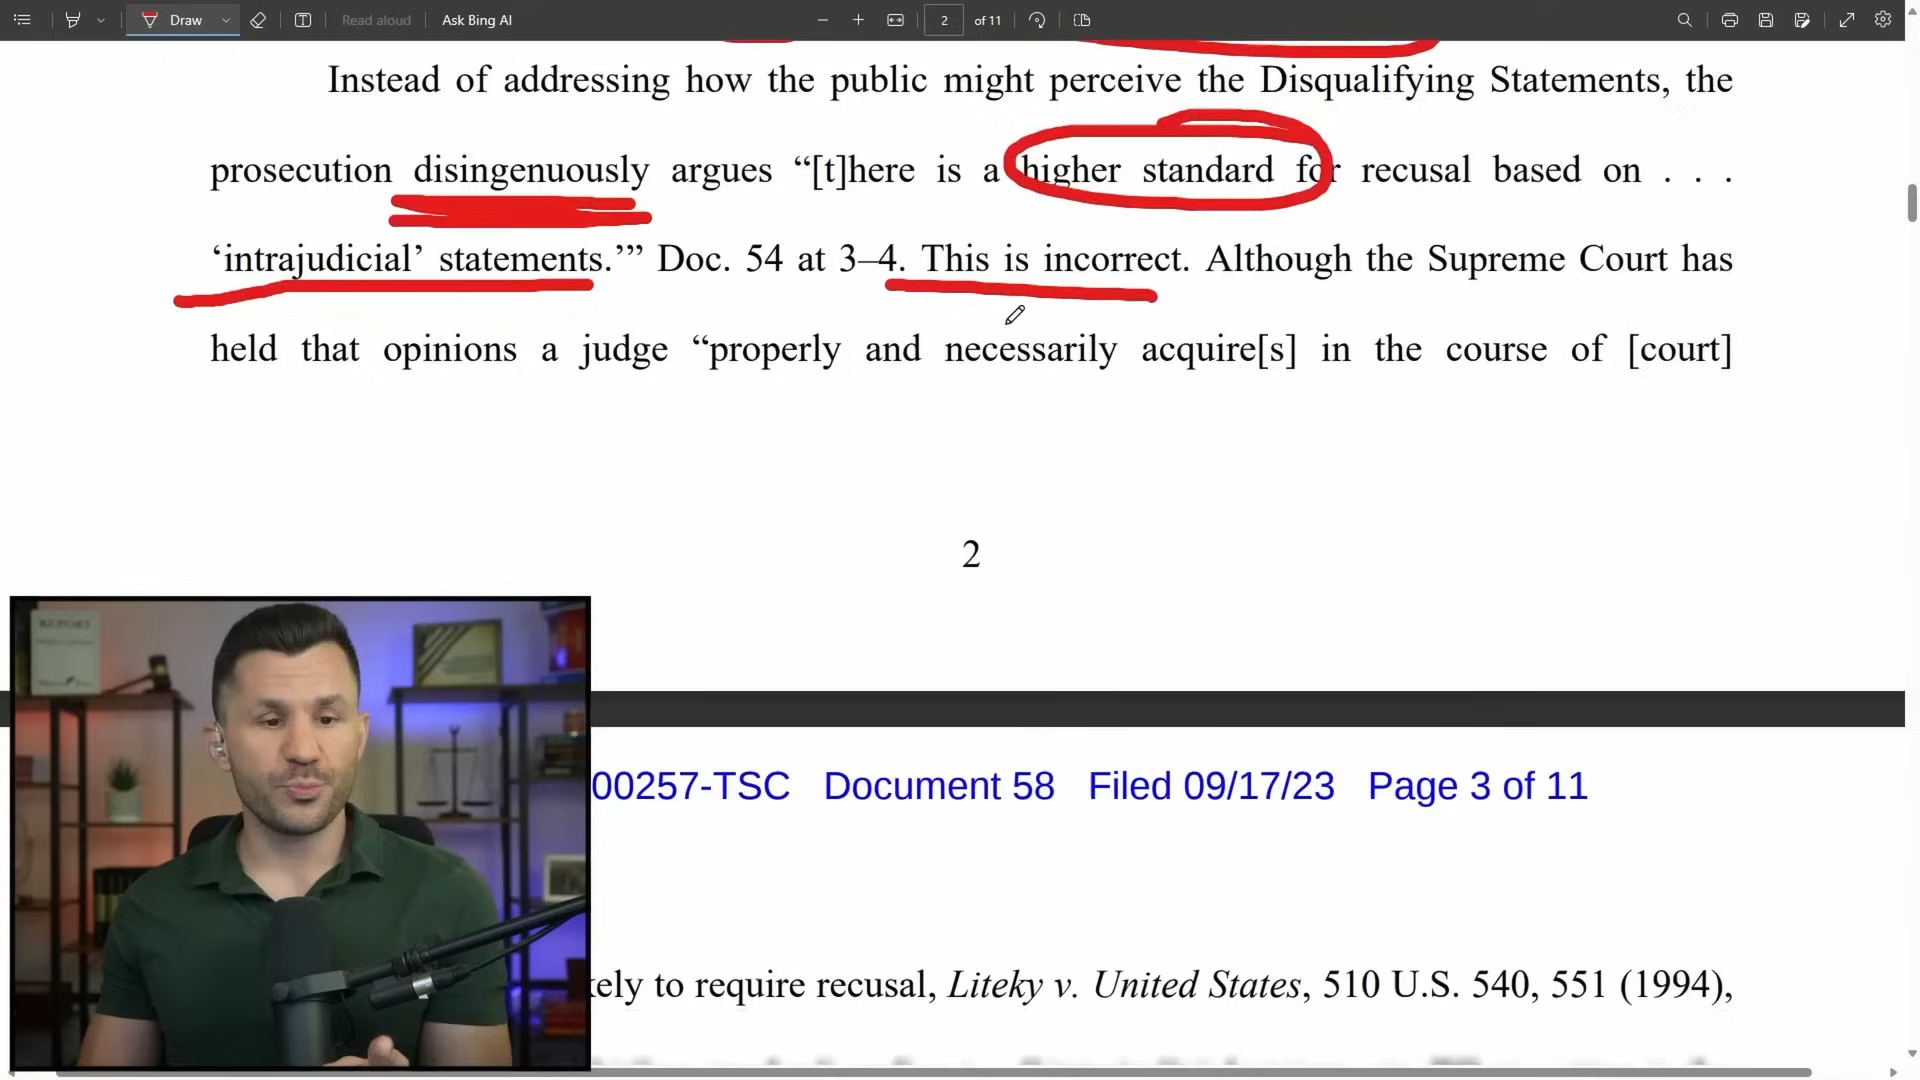 Draw
Read aloud
Ask Bing AI
2 of 11
Instead of addressing how the public might perceive the Disqualifying Statements, the
prosecution disingenuously argues “[t]here is a higher standard for recusal based on . . .
‘intrajudicial’ statements.’” Doc. 54 at 3–4. This is incorrect. Although the Supreme Court has
held that opinions a judge “properly and necessarily acquire[s] in the course of [court]
2
00257-TSC Document 58 Filed 09/17/23 Page 3 of 11
to require recusal, Liteky v. United States, 510 U.S. 540, 551 (1994),